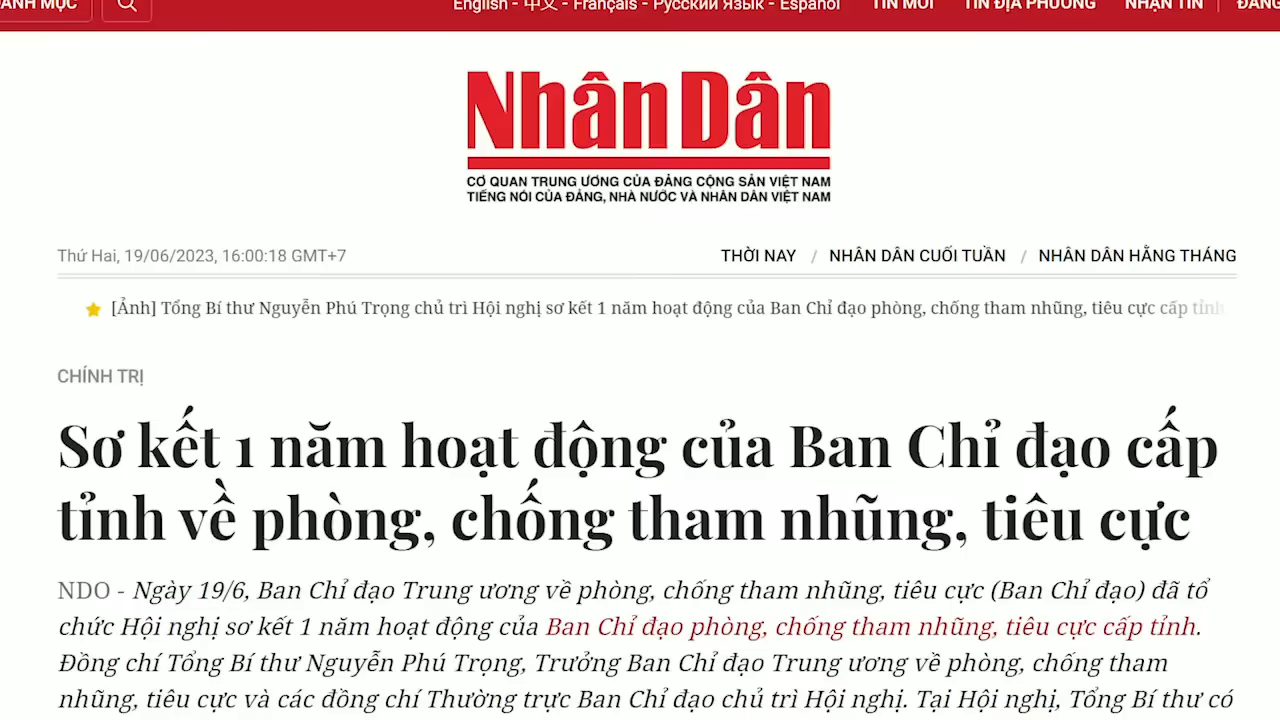 DANH MỤC
English - 中文 - Français - Русский Язык - Español TIN MỚI TIN ĐỊA PHƯƠNG NHẮN TIN
Nhân Dân
CƠ QUAN TRUNG ƯƠNG CỦA ĐẢNG CỘNG SẢN VIỆT NAM
TIẾNG NÓI CỦA ĐẢNG, NHÀ NƯỚC VÀ NHÂN DÂN VIỆT NAM
Thứ Hai, 19/06/2023, 16:00:18 GMT+7
THỜI NAY / NHÂN DÂN CUỐI TUẦN / NHÂN DÂN HẰNG THÁNG
[Ảnh] Tổng Bí thư Nguyễn Phú Trọng chủ trì Hội nghị sơ kết 1 năm hoạt động của Ban Chỉ đạo phòng, chống tham nhũng, tiêu cực cấp tỉnh
CHÍNH TRỊ
Sơ kết 1 năm hoạt động của Ban Chỉ đạo cấp
tỉnh về phòng, chống tham nhũng, tiêu cực
NDO - Ngày 19/6, Ban Chỉ đạo Trung ương về phòng, chống tham nhũng, tiêu cực (Ban Chỉ đạo) đã tổ
chức Hội nghị sơ kết 1 năm hoạt động của Ban Chỉ đạo phòng, chống tham nhũng, tiêu cực cấp tỉnh.
Đồng chí Tổng Bí thư Nguyễn Phú Trọng, Trưởng Ban Chỉ đạo Trung ương về phòng, chống tham
nhũng, tiêu cực và các đồng chí Thường trực Ban Chỉ đạo chủ trì Hội nghị. Tại Hội nghị, Tổng Bí thư có